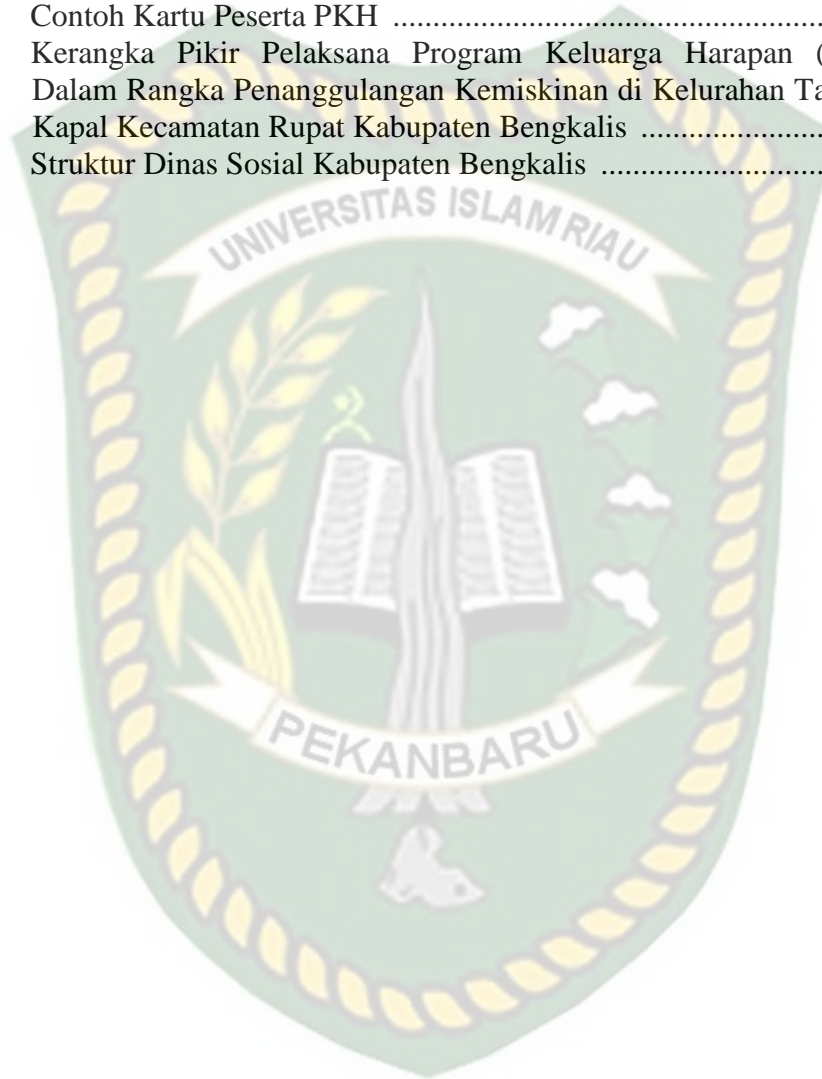 Contoh Kartu Peserta PKH ..............................................
Kerangka Pikir Pelaksana Program Keluarga Harapan (
Dalam Rangka Penanggulangan Kemiskinan di Kelurahan Ta
Kapal Kecamatan Rupat Kabupaten Bengkalis ....................
Struktur Dinas Sosial Kabupaten Bengkalis ........................
UNIVERSITAS ISLAM RIAU
PEKANBARU